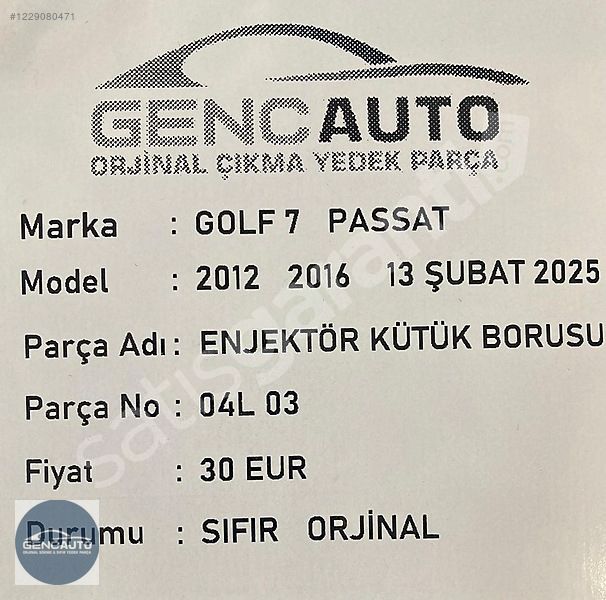 #1229080471
GENCAUTO
ORJİNAL ÇIKMA YEDEK PARÇA
Marka : GOLF 7 PASSAT
Model : 2012 2016 13 ŞUBAT 2025
Parça Adı : ENJEKTÖR KÜTÜK BORUSU
Parça No : 04L 03
Fiyat : 30 EUR
Durumu : SIFIR ORJİNAL
GENCAUTO